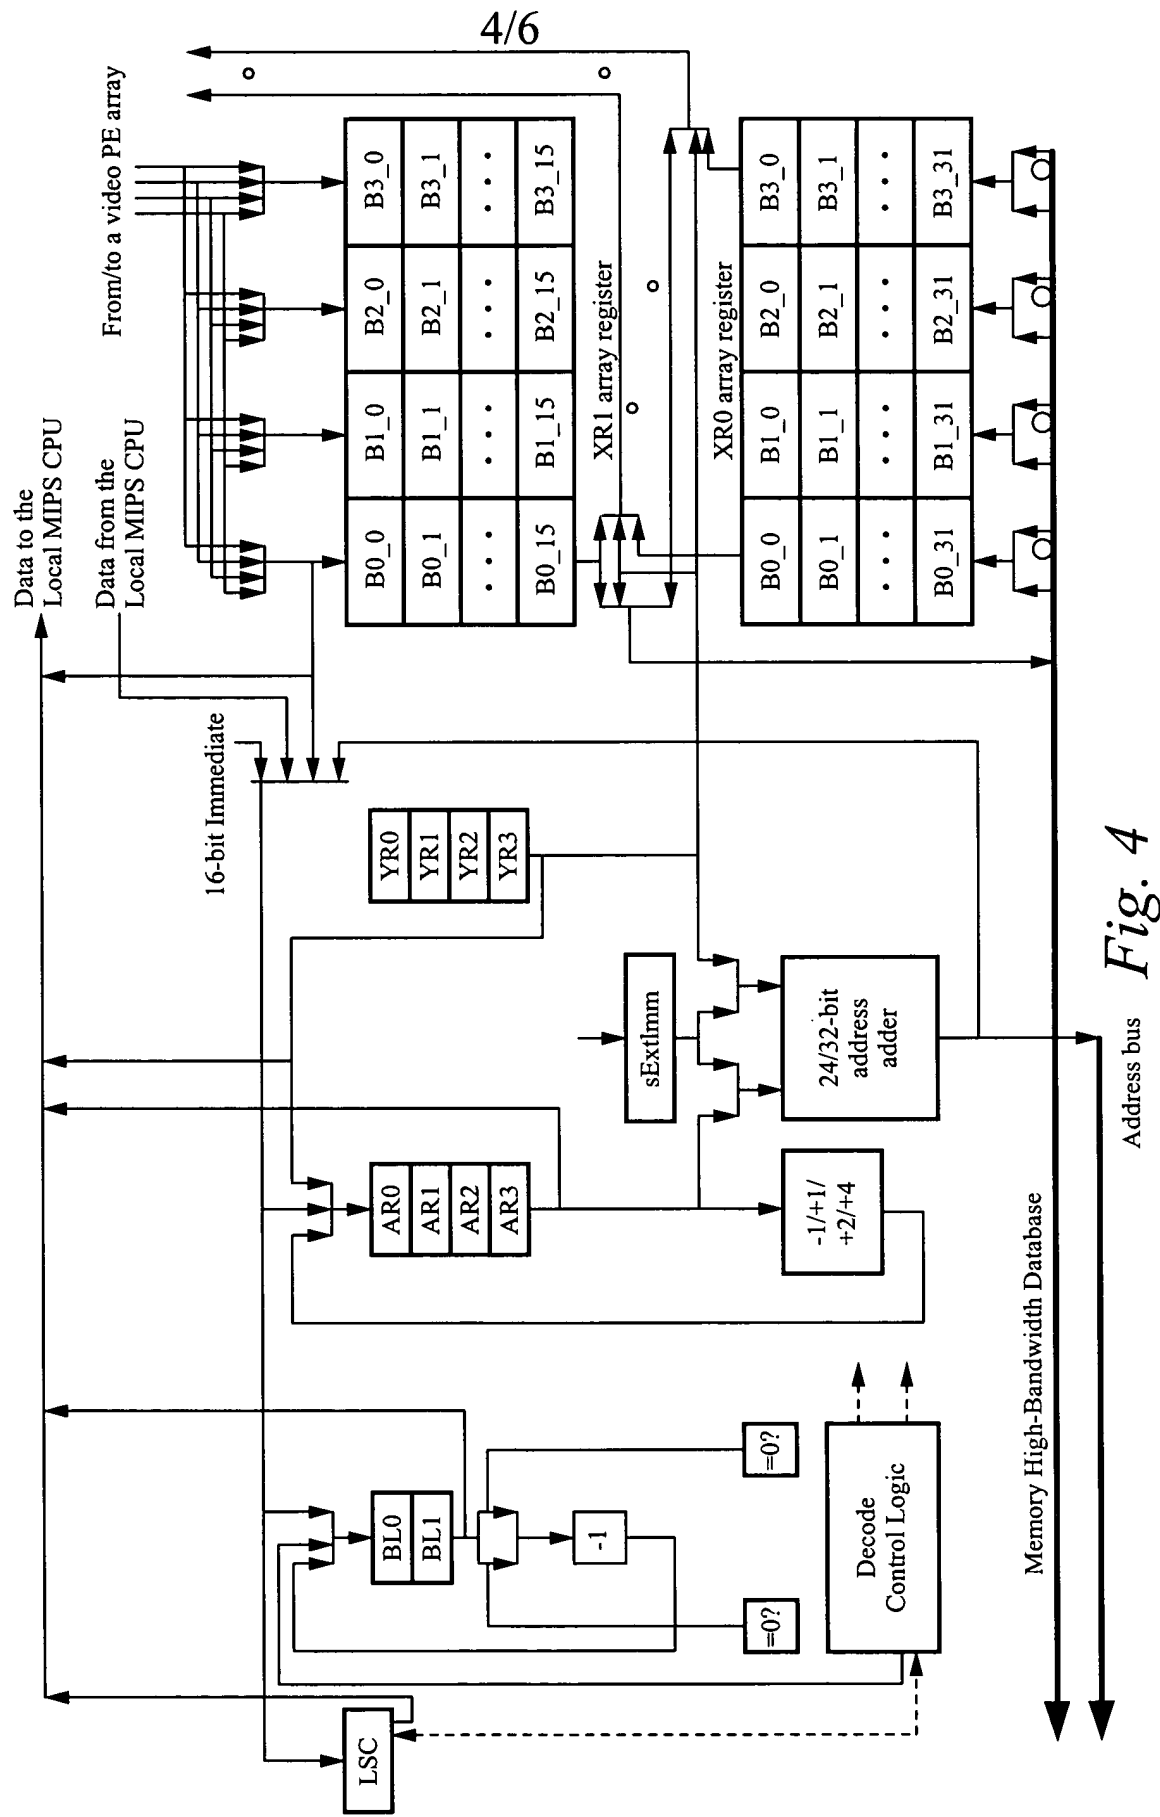 4/6
Data to the
Local MIPS CPU
Data from the
Local MIPS CPU
From/to a video PE array
16-bit Immediate
LSC
BL0
BL1
-1
=0?
=0?
Decode
Control Logic
AR0
AR1
AR2
AR3
-1/+1/
+2/+4
YR0
YR1
YR2
YR3
sExtImm
24/32-bit
address
adder
B0_0 B1_0 B2_0 B3_0
B0_1 B1_1 B2_1 B3_1
• • • • • • • • • • • •
B0_15 B1_15 B2_15 B3_15
XR1 array register
XR0 array register
B0_0 B1_0 B2_0 B3_0
B0_1 B1_1 B2_1 B3_1
• • • • • • • • • • • •
B0_31 B1_31 B2_31 B3_31
Memory High-Bandwidth Database
Address bus
Fig. 4